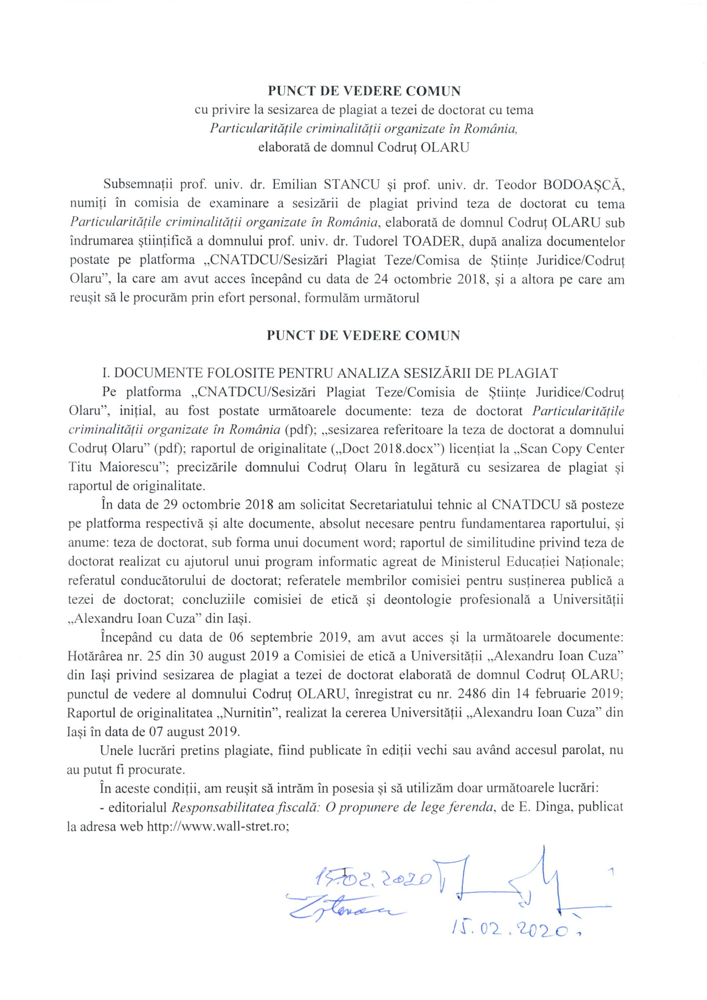 PUNCT DE VEDERE COMUN
cu privire la sesizarea de plagiat a tezei de doctorat cu tema
Particularitățile criminalității organizate în România,
elaborată de domnul Codruț OLARU
Subsemnații prof. univ. dr. Emilian STANCU și prof. univ. dr. Teodor BODOAȘCĂ,
numiți în comisia de examinare a sesizării de plagiat privind teza de doctorat cu tema
Particularitățile criminalității organizate în România, elaborată de domnul Codruț OLARU sub
îndrumarea științifică a domnului prof. univ. dr. Tudorel TOADER, după analiza documentelor
postate pe platforma „CNATDCU/Sesizări Plagiat Teze/Comisa de Științe Juridice/Codruț
Olaru”, la care am avut acces începând cu data de 24 octombrie 2018, și a altora pe care am
reușit să le procurăm prin efort personal, formulăm următorul
PUNCT DE VEDERE COMUN
I. DOCUMENTE FOLOSITE PENTRU ANALIZA SESIZĂRII DE PLAGIAT
Pe platforma „CNATDCU/Sesizări Plagiat Teze/Comisia de Științe Juridice/Codruț
Olaru”, inițial, au fost postate următoarele documente: teza de doctorat Particularitățile
criminalității organizate în România (pdf); „sesizarea referitoare la teza de doctorat a domnului
Codruț Olaru” (pdf); raportul de originalitate („Doct 2018.docx”) licențiat la „Scan Copy Center
Titu Maiorescu”; precizările domnului Codruț Olaru în legătură cu sesizarea de plagiat și
raportul de originalitate.
În data de 29 octombrie 2018 am solicitat Secretariatului tehnic al CNATDCU să posteze
pe platforma respectivă și alte documente, absolut necesare pentru fundamentarea raportului, și
anume: teza de doctorat, sub forma unui document word; raportul de similitudine privind teza de
doctorat realizat cu ajutorul unui program informatic agreat de Ministerul Educației Naționale;
referatul conducătorului de doctorat; referatele membrilor comisiei pentru susținerea publică a
tezei de doctorat; concluziile comisiei de etică și deontologie profesională a Universității
„Alexandru Ioan Cuza” din Iași.
Începând cu data de 06 septembrie 2019, am avut acces și la următoarele documente:
Hotărârea nr. 25 din 30 august 2019 a Comisiei de etică a Universității „Alexandru Ioan Cuza”
din Iași privind sesizarea de plagiat a tezei de doctorat elaborată de domnul Codruț OLARU;
punctul de vedere al domnului Codruț OLARU, înregistrat cu nr. 2486 din 14 februarie 2019;
Raportul de originalitatea „Nurnitin”, realizat la cererea Universității „Alexandru Ioan Cuza” din
Iași în data de 07 august 2019.
Unele lucrări pretins plagiate, fiind publicate în ediții vechi sau având accesul parolat, nu
au putut fi procurate.
În aceste condiții, am reușit să intrăm în posesia și să utilizăm doar următoarele lucrări:
- editorialul Responsabilitatea fiscală: O propunere de lege ferenda, de E. Dinga, publicat
la adresa web http://www.wall-stret.ro;
1
15.02.2020
15.02.2020